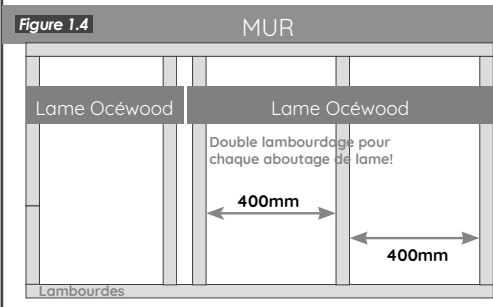 Figure 1.4
MUR
Lame Océwood
Lame Océwood
Double lambourdage pour
chaque aboutage de lame!
400mm
400mm
Lambourdes